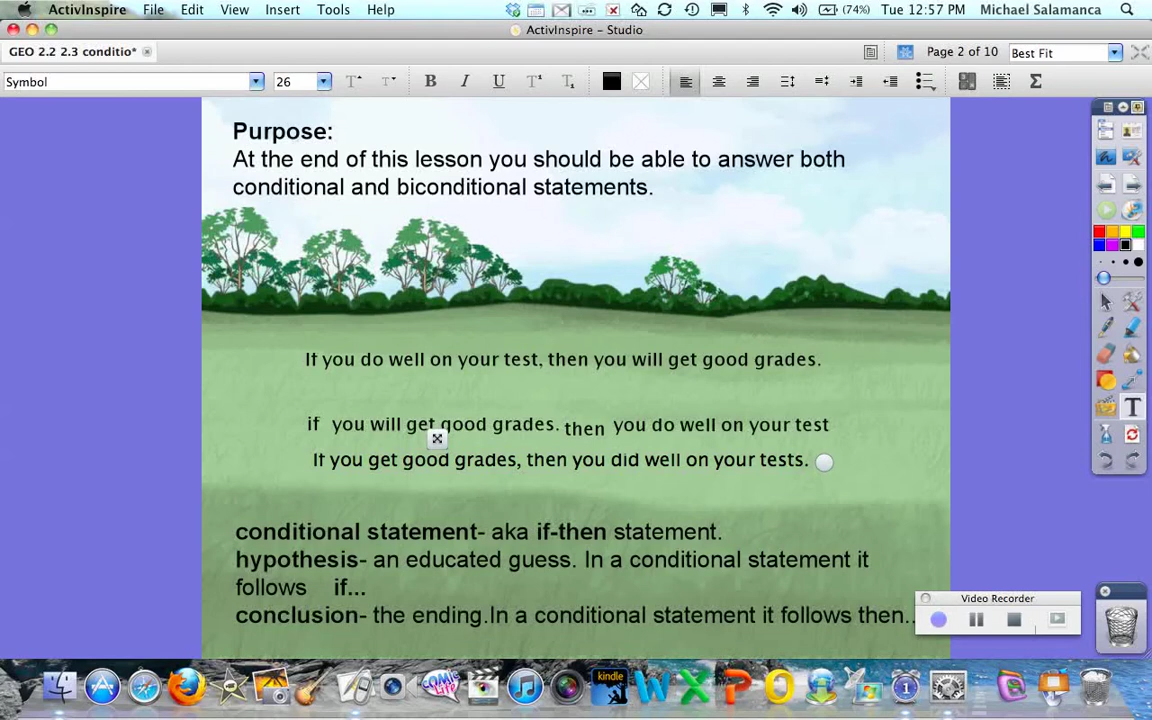 ActivInspire File Edit View Insert Tools Help (74%) Tue 12:57 PM Michael Salamanca
ActivInspire – Studio
GEO 2.2 2.3 conditio* Page 2 of 10 Best Fit
Symbol 26 B I U
Purpose:
At the end of this lesson you should be able to answer both
conditional and biconditional statements.
If you do well on your test, then you will get good grades.
if you will get good grades. then you do well on your test
If you get good grades, then you did well on your tests.
conditional statement- aka if-then statement.
hypothesis- an educated guess. In a conditional statement it
follows if...
conclusion- the ending.In a conditional statement it follows then..
Video Recorder
kindle
COMIC Life